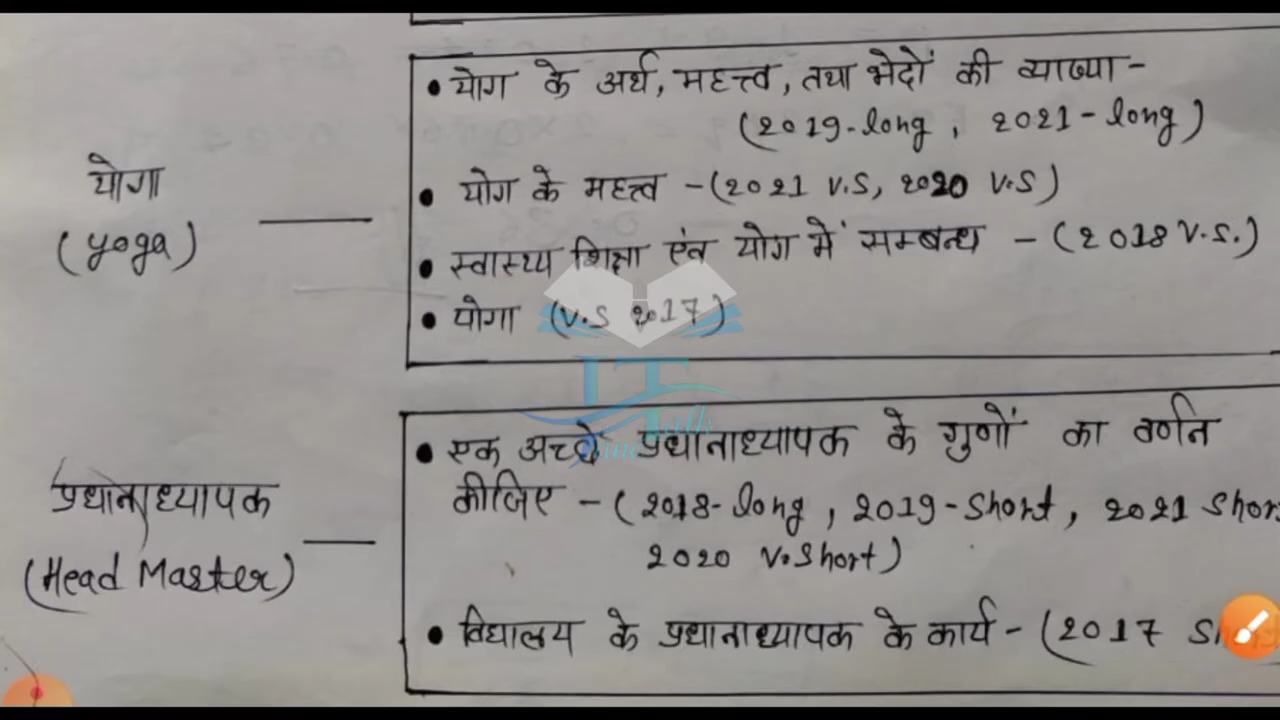 • योग के अर्थ, महत्त्व, तथा भेदों की व्याख्या -
(2019-long, 2021-long)
योगा
(yoga)
• योग के महत्त्व - (2021 V.S, 2020 V.S)
• स्वास्थ्य शिक्षा एंव योग में सम्बन्ध - (2018 V.S.)
• योगा (V.S 2017)
प्रधानाध्यापक
(Head Master)
• एक अच्छे प्रधानाध्यापक के गुणों का वर्णन
कीजिए - (2018-long, 2019-Short, 2021 Shor
2020 V.Short)
• विद्यालय के प्रधानाध्यापक के कार्य - (2017